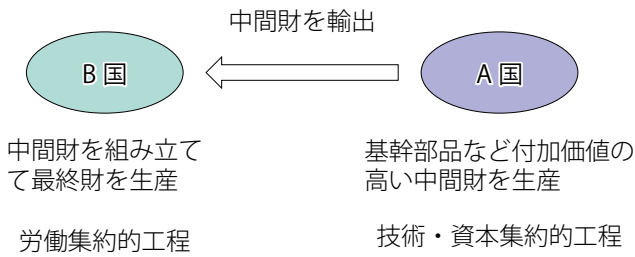 中間財を輸出
B 国
A 国
中間財を組み立て
て最終財を生産
基幹部品など付加価値の
高い中間財を生産
労働集約的工程
技術・資本集約的工程